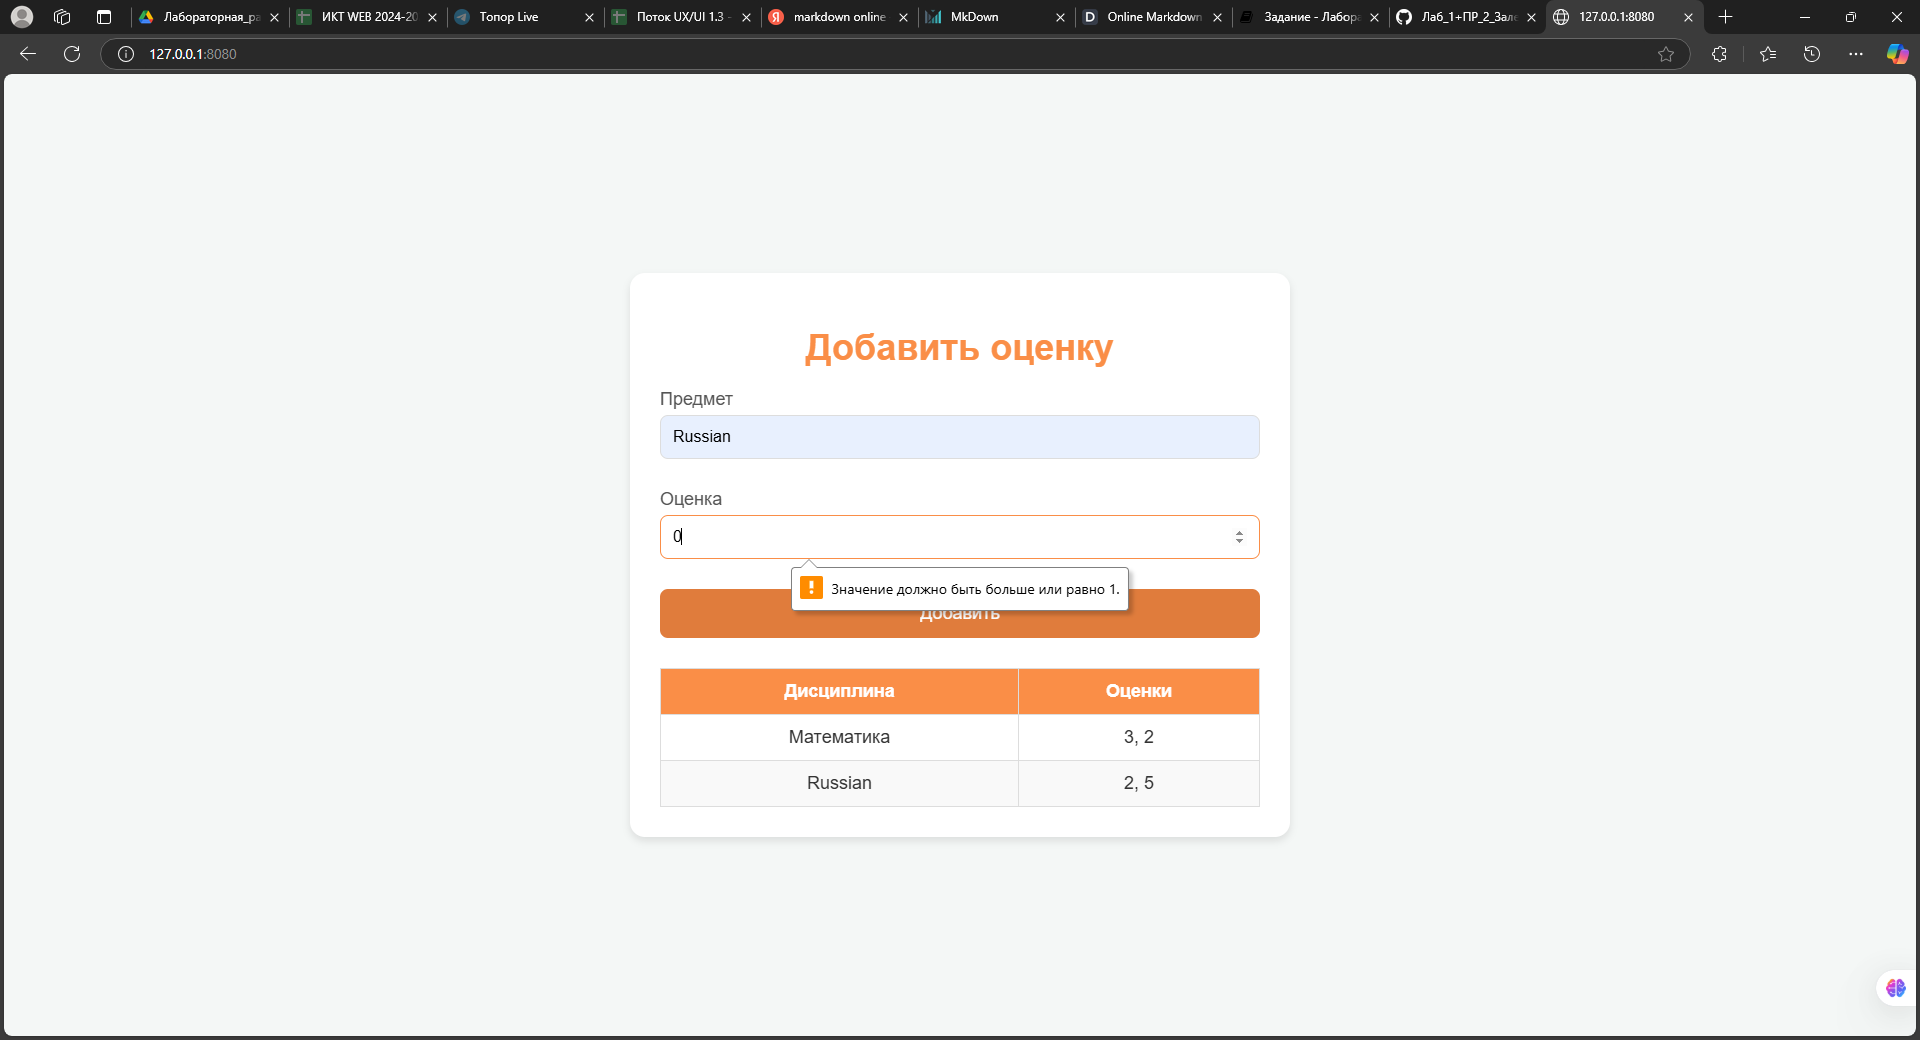 Лабораторная_ра
ИКТ WEB 2024-20
Топор Live
Поток UX/UI 1.3 -
markdown online
MkDown
Online Markdown
Задание - Лабора
Лаб_1+ПР_2_Зале
127.0.0.1:8080
127.0.0.1:8080
Добавить оценку
Предмет
Russian
Оценка
0
Значение должно быть больше или равно 1.
Добавить
Дисциплина Оценки
Математика 3, 2
Russian 2, 5